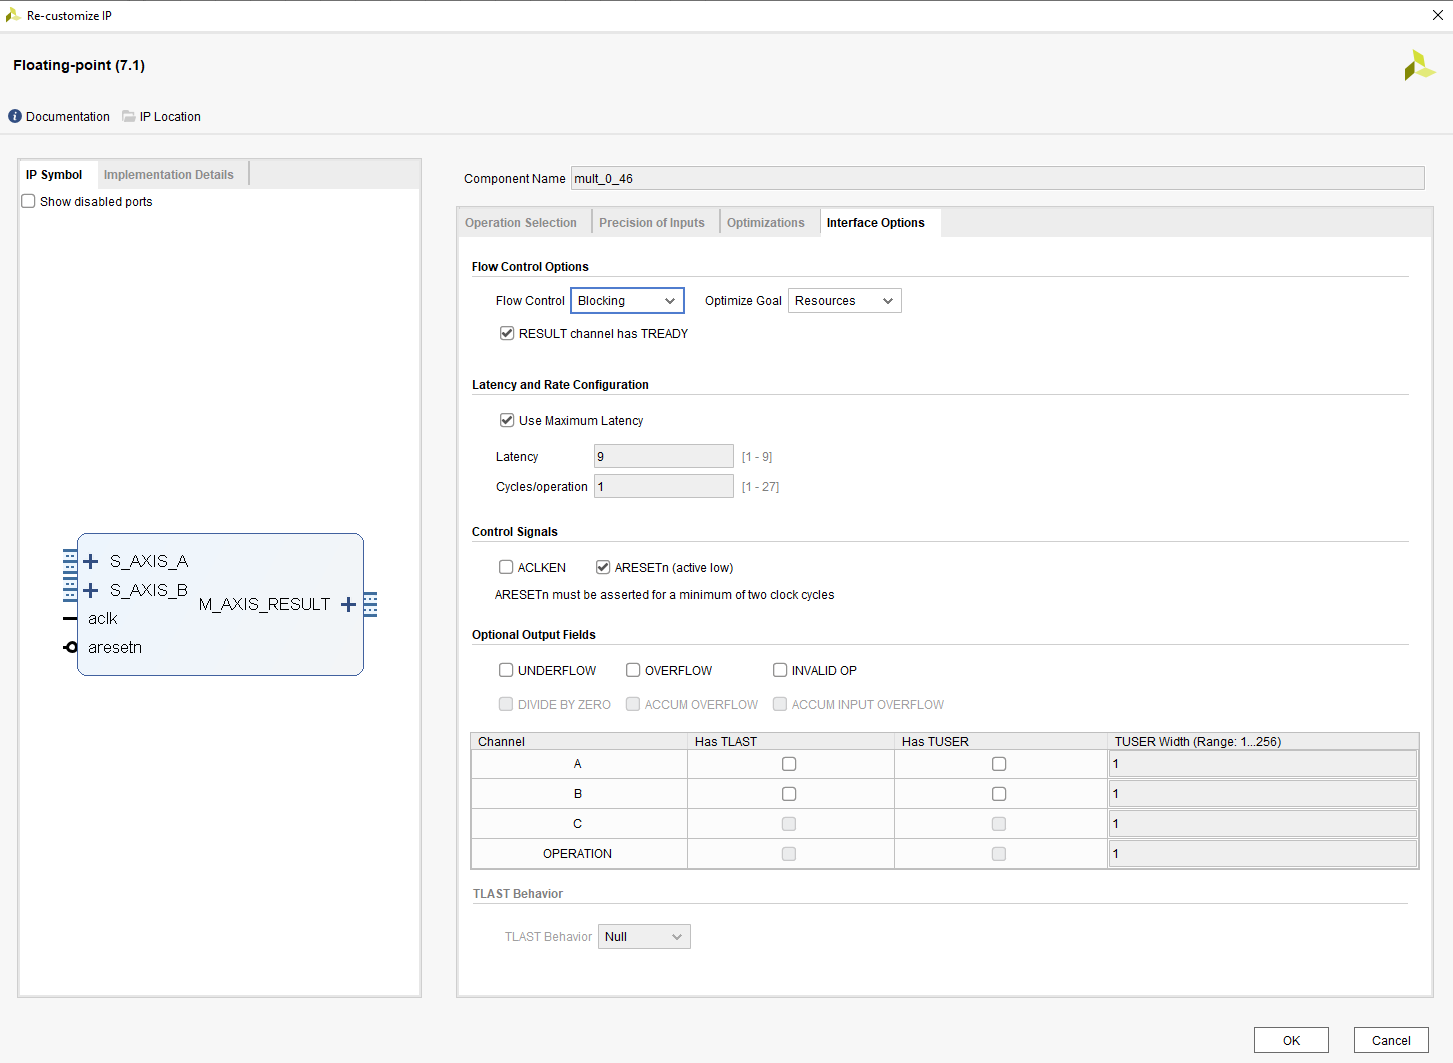 Re-customize IP
Floating-point (7.1)
Documentation IP Location
IP Symbol Implementation Details
Show disabled ports
S_AXIS_A
S_AXIS_B
M_AXIS_RESULT
aclk
aresetn
Component Name mult_0_46
Operation Selection Precision of Inputs Optimizations Interface Options
Flow Control Options
Flow Control Blocking Optimize Goal Resources
RESULT channel has TREADY
Latency and Rate Configuration
Use Maximum Latency
Latency 9 [1 - 9]
Cycles/operation 1 [1 - 27]
Control Signals
ACLKEN ARESETn (active low)
ARESETn must be asserted for a minimum of two clock cycles
Optional Output Fields
UNDERFLOW OVERFLOW INVALID OP
DIVIDE BY ZERO ACCUM OVERFLOW ACCUM INPUT OVERFLOW
Channel Has TLAST Has TUSER TUSER Width (Range: 1...256)
A 1
B 1
C 1
OPERATION 1
TLAST Behavior
TLAST Behavior Null
OK Cancel